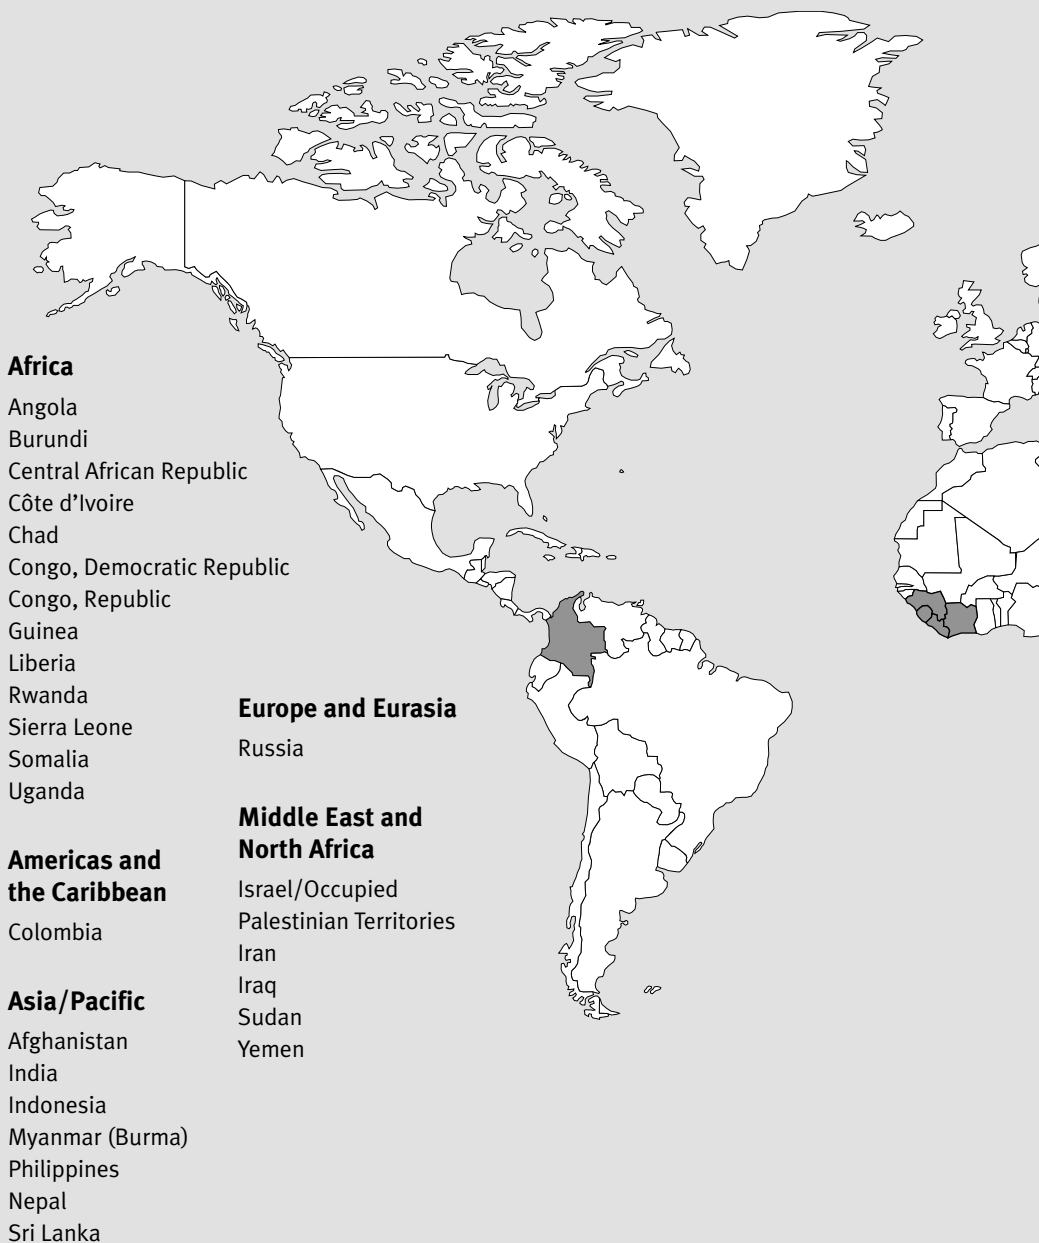 Africa
Angola
Burundi
Central African Republic
Côte d’Ivoire
Chad
Congo, Democratic Republic
Congo, Republic
Guinea
Liberia
Rwanda
Sierra Leone
Somalia
Uganda
Americas and
the Caribbean
Colombia
Asia/Pacific
Afghanistan
India
Indonesia
Myanmar (Burma)
Philippines
Nepal
Sri Lanka
Europe and Eurasia
Russia
Middle East and
North Africa
Israel/Occupied
Palestinian Territories
Iran
Iraq
Sudan
Yemen